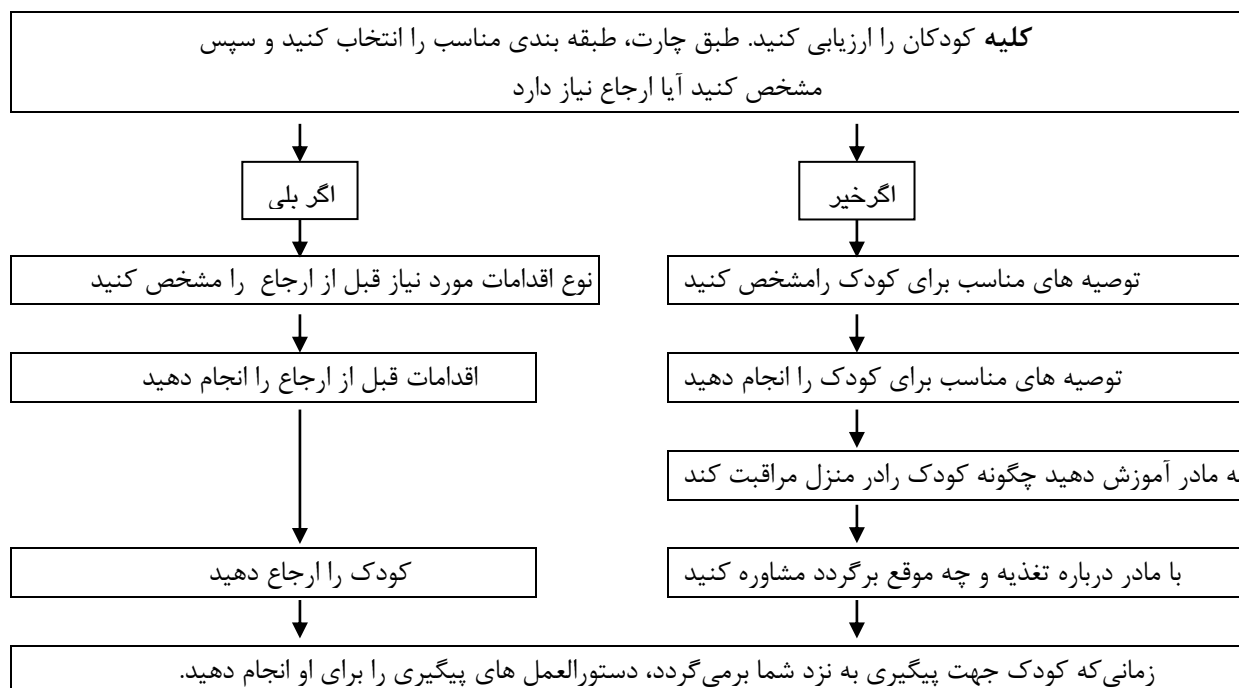 کلیه کودکان را ارزیابی کنید. طبق چارت، طبقه بندی مناسب را انتخاب کنید و سپس
مشخص کنید آیا ارجاع نیاز دارد
اگرخیر
اگر بلی
توصیه های مناسب برای کودک رامشخص کنید
نوع اقدامات مورد نیاز قبل از ارجاع را مشخص کنید
توصیه های مناسب برای کودک را انجام دهید
اقدامات قبل از ارجاع را انجام دهید
مادر آموزش دهید چگونه کودک رادر منزل مراقبت کند
با مادر درباره تغذیه و چه موقع برگردد مشاوره کنید
کودک را ارجاع دهید
زمانی‌که کودک جهت پیگیری به نزد شما برمی‌گردد، دستورالعمل های پیگیری را برای او انجام دهید.